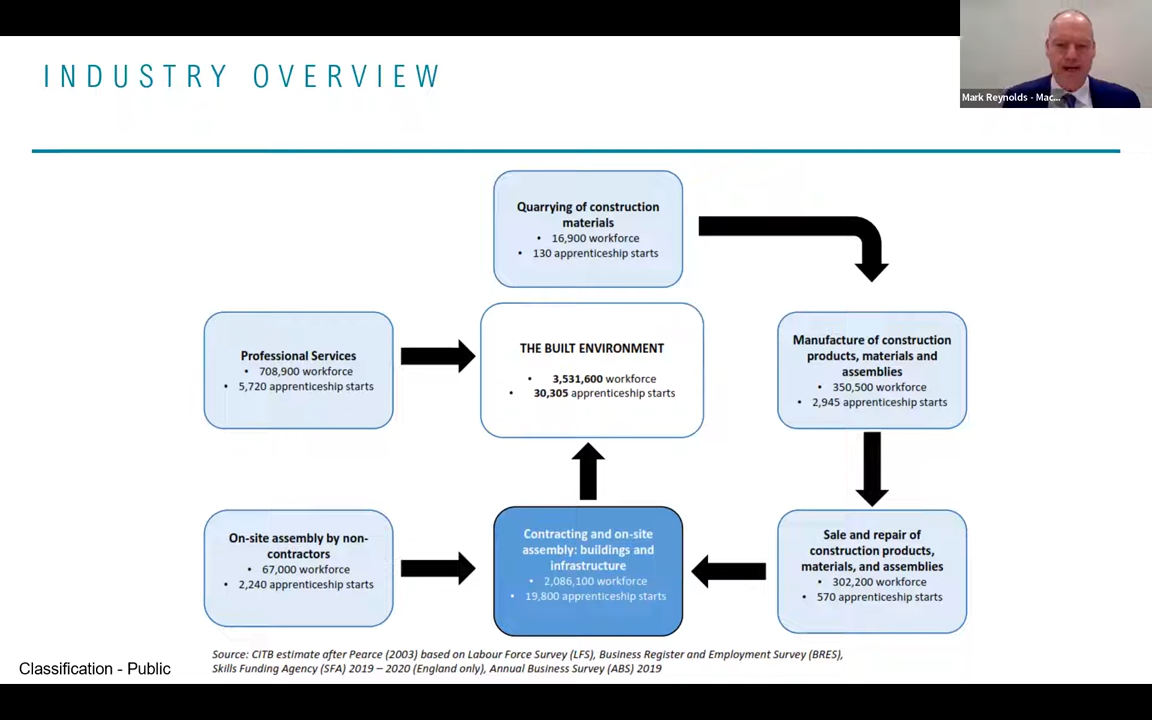 INDUSTRY OVERVIEW
Mark Reynolds - Mac...
Quarrying of construction
materials
• 16,900 workforce
• 130 apprenticeship starts
Professional Services
• 708,900 workforce
• 5,720 apprenticeship starts
THE BUILT ENVIRONMENT
• 3,531,600 workforce
• 30,305 apprenticeship starts
Manufacture of construction
products, materials and
assemblies
• 350,500 workforce
• 2,945 apprenticeship starts
On-site assembly by non-
contractors
• 67,000 workforce
• 2,240 apprenticeship starts
Contracting and on-site
assembly: buildings and
infrastructure
• 2,086,100 workforce
• 19,800 apprenticeship starts
Sale and repair of
construction products,
materials, and assemblies
• 302,200 workforce
• 570 apprenticeship starts
Source: CITB estimate after Pearce (2003) based on Labour Force Survey (LFS), Business Register and Employment Survey (BRES),
Skills Funding Agency (SFA) 2019 – 2020 (England only), Annual Business Survey (ABS) 2019
Classification - Public